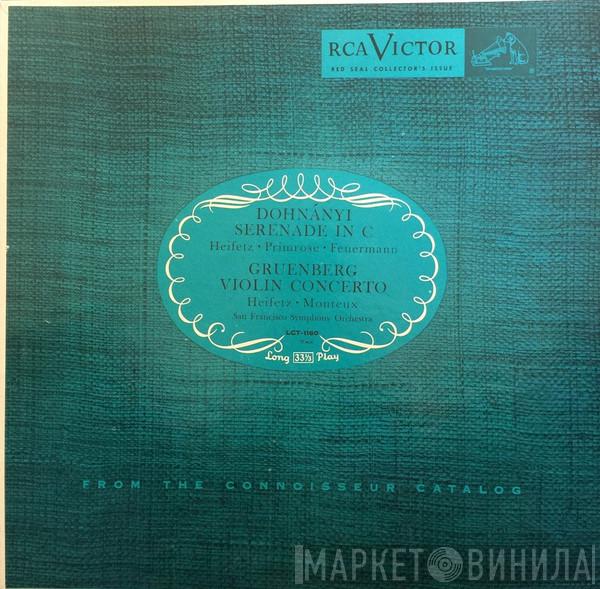 RCA VICTOR
RED SEAL COLLECTOR'S ISSUE
DOHNÁNYI
SERENADE IN C
Heifetz • Primrose • Feuermann
GRUENBERG
VIOLIN CONCERTO
Heifetz • Monteux
San Francisco Symphony Orchestra
LCT-1160
Long 33⅓ Play
FROM THE CONNOISSEUR CATALOG
МАРКЕТ ВИНИЛА